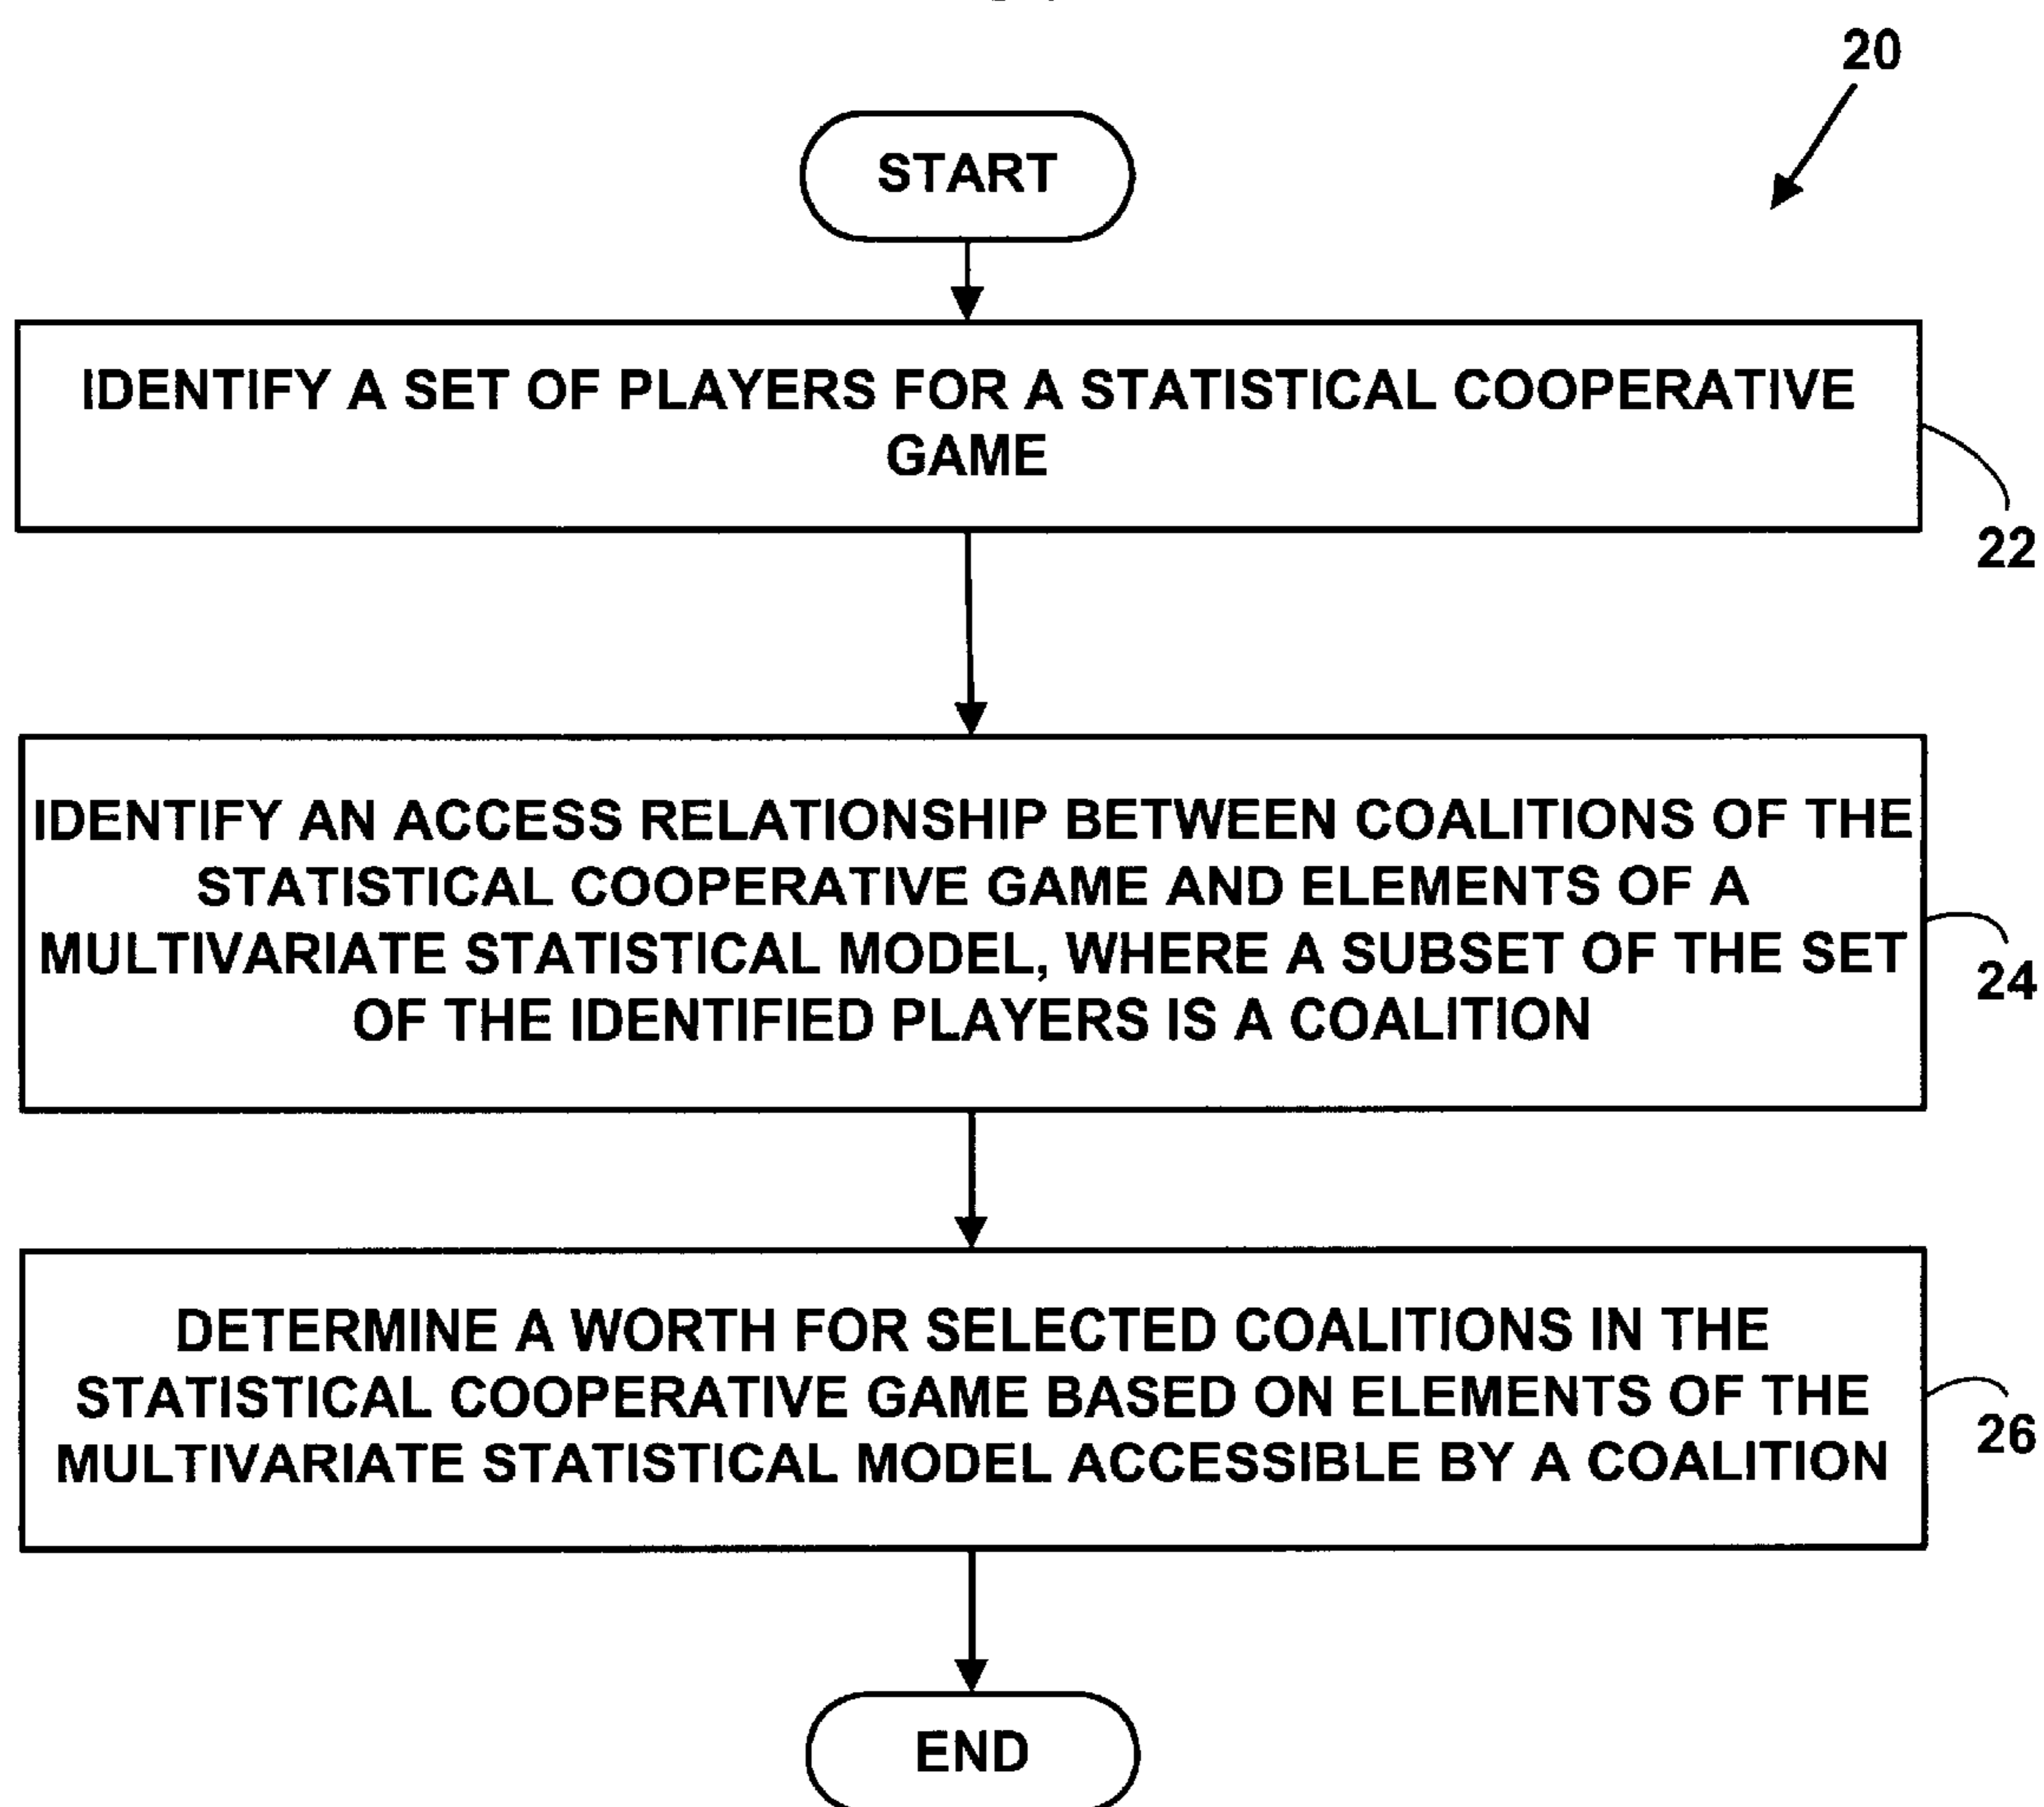 20
START
IDENTIFY A SET OF PLAYERS FOR A STATISTICAL COOPERATIVE
GAME
22
IDENTIFY AN ACCESS RELATIONSHIP BETWEEN COALITIONS OF THE
STATISTICAL COOPERATIVE GAME AND ELEMENTS OF A
MULTIVARIATE STATISTICAL MODEL, WHERE A SUBSET OF THE SET
OF THE IDENTIFIED PLAYERS IS A COALITION
24
DETERMINE A WORTH FOR SELECTED COALITIONS IN THE
STATISTICAL COOPERATIVE GAME BASED ON ELEMENTS OF THE
MULTIVARIATE STATISTICAL MODEL ACCESSIBLE BY A COALITION
26
END